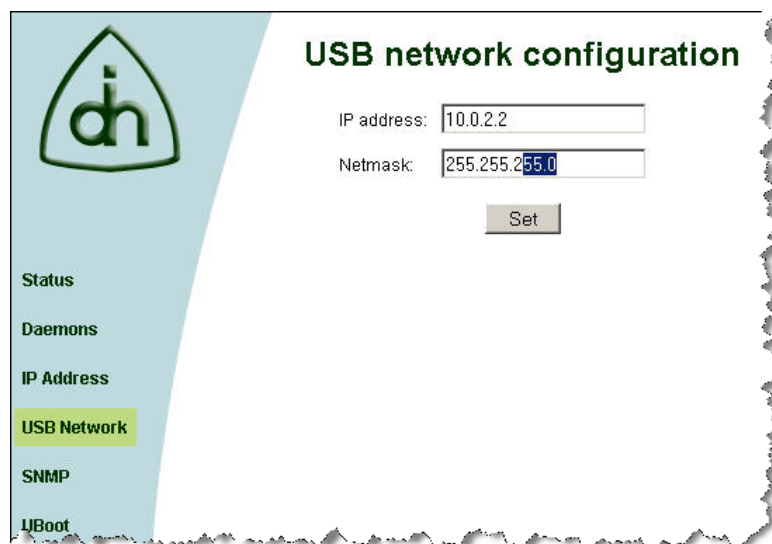 dh
USB network configuration
IP address: 10.0.2.2
Netmask: 255.255.255.0
Set
Status
Daemons
IP Address
USB Network
SNMP
UBoot